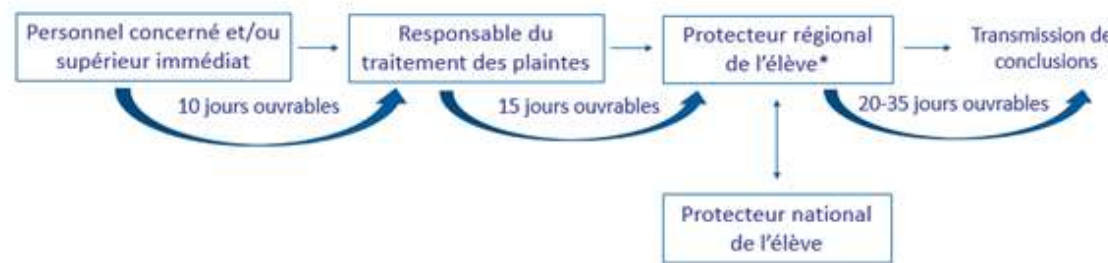 Personnel concerné et/ou
supérieur immédiat
Responsable du
traitement des plaintes
Protecteur régional
de l'élève*
Transmission de
conclusions
10 jours ouvrables
15 jours ouvrables
20-35 jours ouvrables
Protecteur national
de l'élève